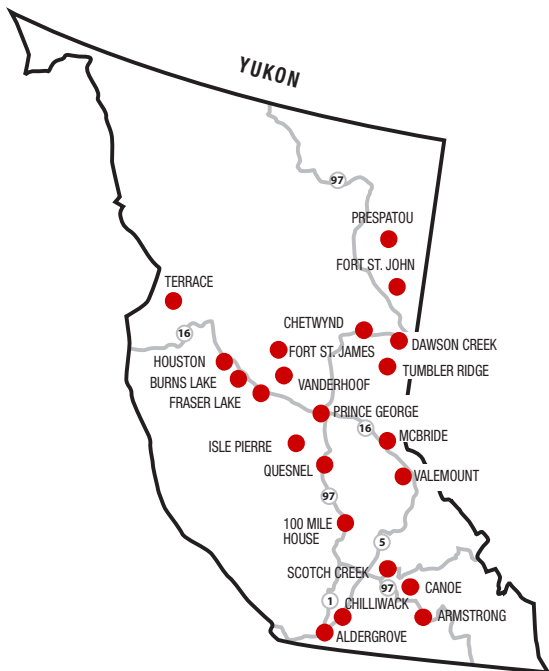 YUKON
97
PRESPATOU
FORT ST. JOHN
TERRACE
CHETWYND
16
DAWSON CREEK
HOUSTON
FORT ST. JAMES
TUMBLER RIDGE
BURNS LAKE
VANDERHOOF
FRASER LAKE
PRINCE GEORGE
16
MCBRIDE
ISLE PIERRE
QUESNEL
VALEMOUNT
97
100 MILE
HOUSE
5
SCOTCH CREEK
97
CANOE
1
CHILLIWACK
ARMSTRONG
ALDERGROVE